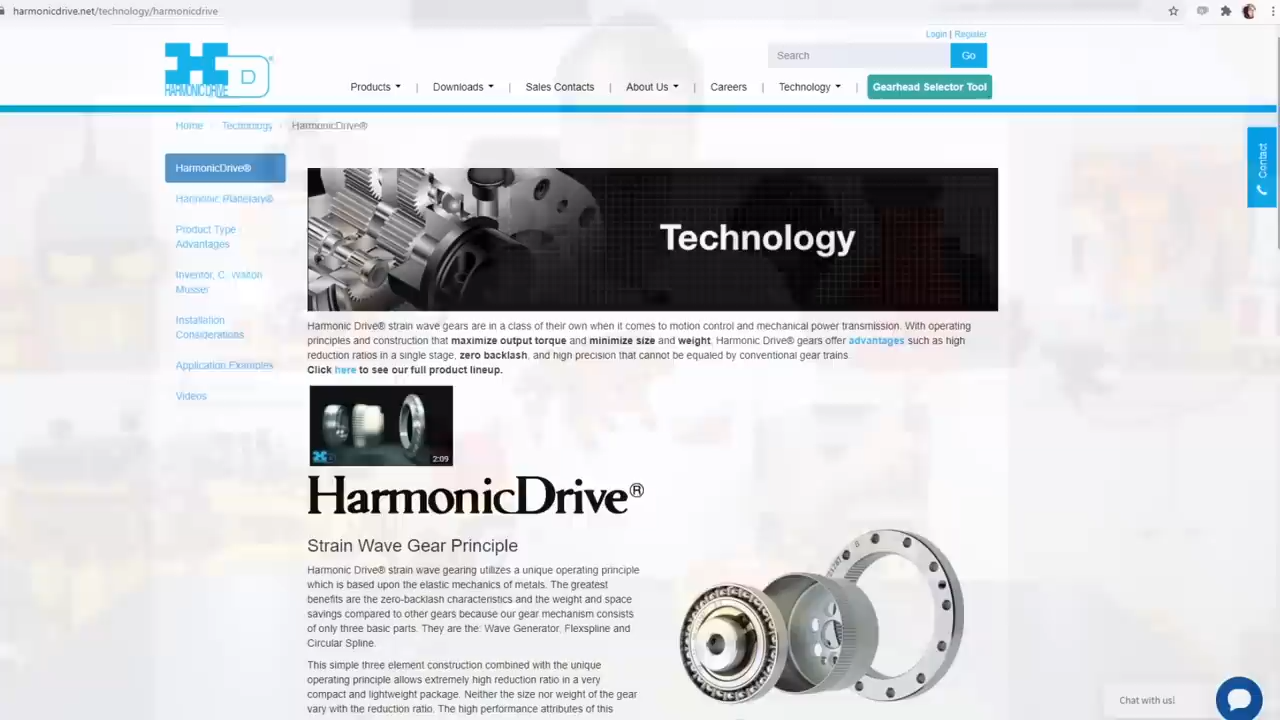 harmonicdrive.net/technology/harmonicdrive
Login | Register
Search Go
HD
HARMONICDRIVE
Products | Downloads | Sales Contacts | About Us | Careers | Technology | Gearhead Selector Tool
Home Technology HarmonicDrive®
Contact
HarmonicDrive®
Harmonic Planetary®
Product Type
Advantages
Inventor, C. Walton
Musser
Installation
Considerations
Application Examples
Videos
Technology
Harmonic Drive® strain wave gears are in a class of their own when it comes to motion control and mechanical power transmission. With operating
principles and construction that maximize output torque and minimize size and weight, Harmonic Drive® gears offer advantages such as high
reduction ratios in a single stage, zero backlash, and high precision that cannot be equaled by conventional gear trains.
Click here to see our full product lineup.
2:09
HarmonicDrive®
Strain Wave Gear Principle
Harmonic Drive® strain wave gearing utilizes a unique operating principle
which is based upon the elastic mechanics of metals. The greatest
benefits are the zero-backlash characteristics and the weight and space
savings compared to other gears because our gear mechanism consists
of only three basic parts. They are the: Wave Generator, Flexspline and
Circular Spline.
This simple three element construction combined with the unique
operating principle allows extremely high reduction ratio in a very
compact and lightweight package. Neither the size nor weight of the gear
vary with the reduction ratio. The high performance attributes of this
Chat with us!